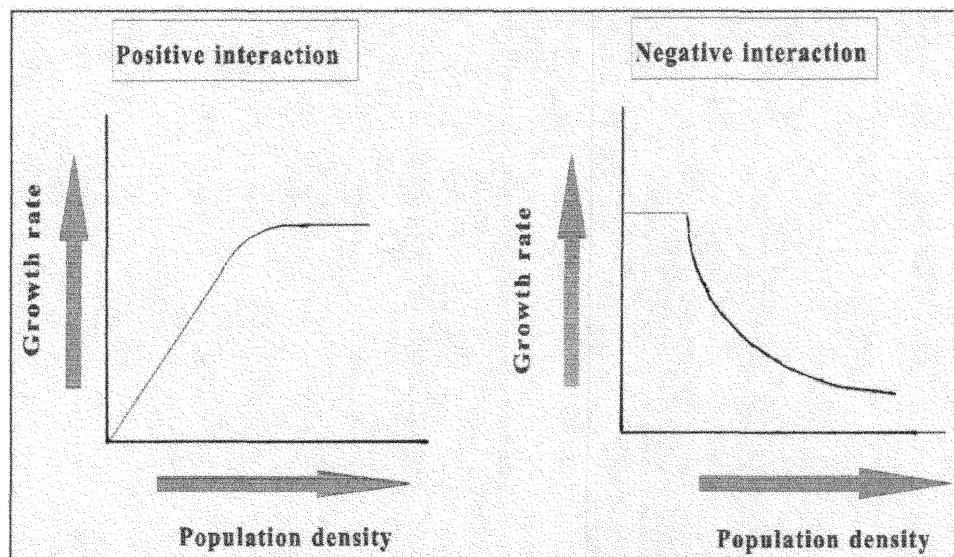 Positive interaction
Growth rate
Population density
Negative interaction
Growth rate
Population density